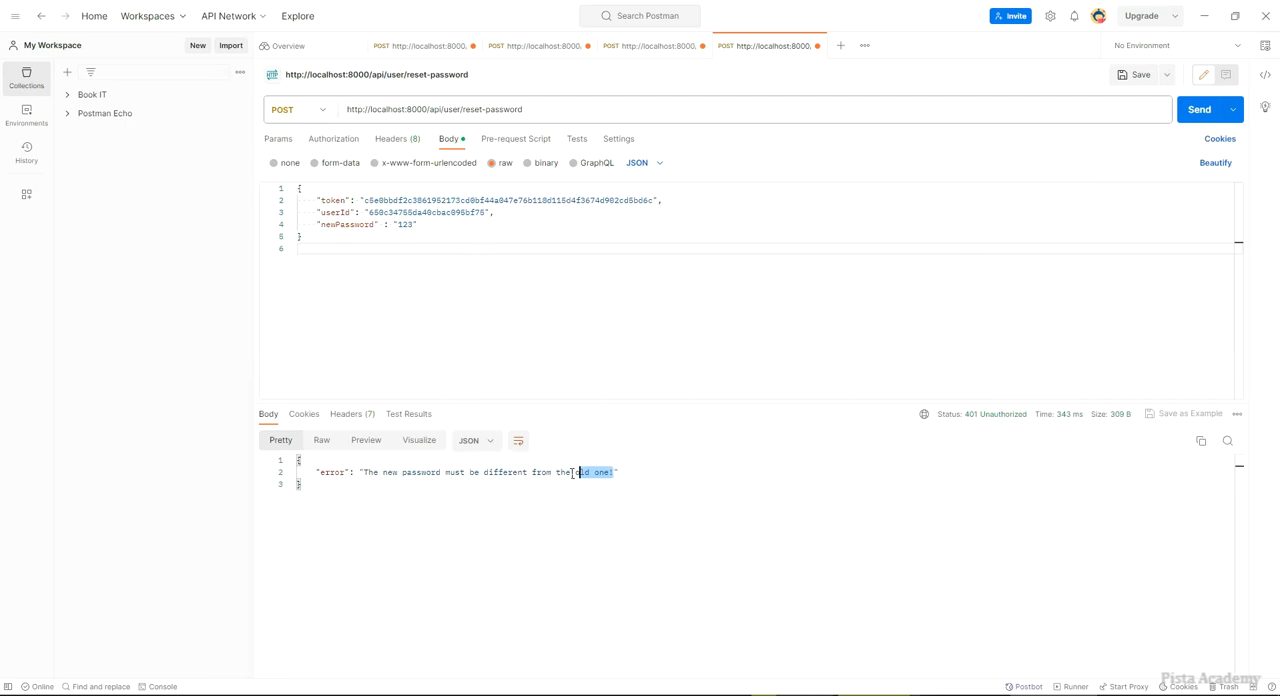 Home Workspaces API Network Explore Search Postman Invite Upgrade
My Workspace New Import Overview POST http://localhost:8000, POST http://localhost:8000, POST http://localhost:8000, POST http://localhost:8000, No Environment
Collections
Environments
History
Book IT
Postman Echo
http://localhost:8000/api/user/reset-password Save
POST http://localhost:8000/api/user/reset-password Send
Params Authorization Headers (8) Body Pre-request Script Tests Settings Cookies
none form-data x-www-form-urlencoded raw binary GraphQL JSON Beautify
1 {
2 "token": "c5e0bbdf2c3861952173cd0bf44a047e76b118d115d4f3674d902cd5bd6c",
3 "userId": "650c34755da40cbac095bf75",
4 "newPassword" : "123"
5 }
6
Body Cookies Headers (7) Test Results Status: 401 Unauthorized Time: 343 ms Size: 309 B Save as Example
Pretty Raw Preview Visualize JSON
1 {
2 "error": "The new password must be different from the old one!"
3 }
Online Find and replace Console Postbot Runner Start Proxy Cookies Trash
Pista Academy